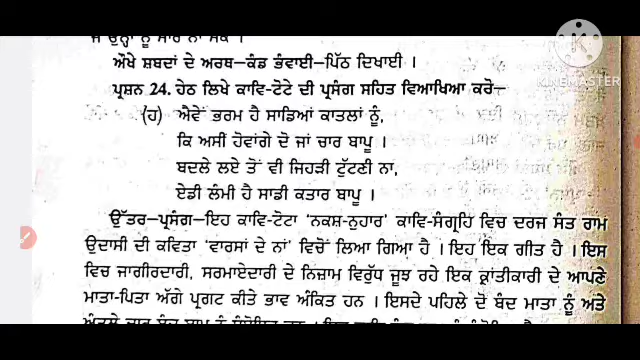 ਜੋ ਉਨ੍ਹਾਂ ਨੂੰ ਮਾਰ ਨਾ ਸਕੇ ।
ਔਖੇ ਸ਼ਬਦਾਂ ਦੇ ਅਰਥ–ਕੰਡ ਭੰਵਾਈ–ਪਿੱਠ ਦਿਖਾਈ ।
ਪ੍ਰਸ਼ਨ 24. ਹੇਠ ਲਿਖੇ ਕਾਵਿ-ਟੋਟੇ ਦੀ ਪ੍ਰਸੰਗ ਸਹਿਤ ਵਿਆਖਿਆ ਕਰੋ–
(ਹ) ਐਵੇਂ ਭਰਮ ਹੈ ਸਾਡਿਆਂ ਕਾਤਲਾਂ ਨੂੰ,
ਕਿ ਅਸੀਂ ਹੋਵਾਂਗੇ ਦੋ ਜਾਂ ਚਾਰ ਬਾਪੂ ।
ਬਦਲੇ ਲਏ ਤੋਂ ਵੀ ਜਿਹੜੀ ਟੁੱਟਣੀ ਨਾ,
ਏਡੀ ਲੰਮੀ ਹੈ ਸਾਡੀ ਕਤਾਰ ਬਾਪੂ ।
ਉੱਤਰ–ਪ੍ਰਸੰਗ–ਇਹ ਕਾਵਿ-ਟੋਟਾ 'ਨਕਸ਼-ਨੁਹਾਰ' ਕਾਵਿ-ਸੰਗ੍ਰਹਿ ਵਿਚ ਦਰਜ ਸੰਤ ਰਾਮ
ਉਦਾਸੀ ਦੀ ਕਵਿਤਾ 'ਵਾਰਸਾਂ ਦੇ ਨਾਂ' ਵਿਚੋਂ ਲਿਆ ਗਿਆ ਹੈ । ਇਹ ਇਕ ਗੀਤ ਹੈ । ਇਸ
ਵਿਚ ਜਾਗੀਰਦਾਰੀ, ਸਰਮਾਏਦਾਰੀ ਦੇ ਨਿਜ਼ਾਮ ਵਿਰੁੱਧ ਜੂਝ ਰਹੇ ਇਕ ਕ੍ਰਾਂਤੀਕਾਰੀ ਦੇ ਆਪਣੇ
ਮਾਤਾ-ਪਿਤਾ ਅੱਗੇ ਪ੍ਰਗਟ ਕੀਤੇ ਭਾਵ ਅੰਕਿਤ ਹਨ । ਇਸਦੇ ਪਹਿਲੇ ਦੋ ਬੰਦ ਮਾਤਾ ਨੂੰ ਅਤੇ
KINEMASTER